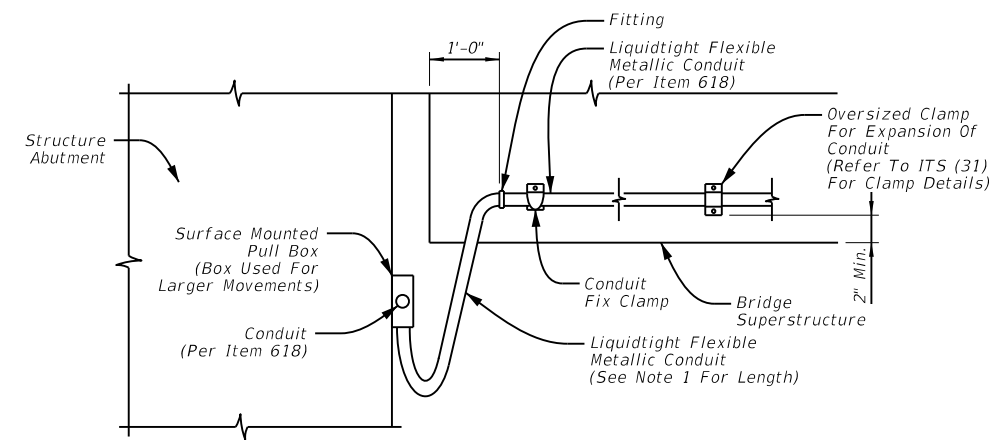 Fitting
1'-0"
Liquidtight Flexible
Metallic Conduit
(Per Item 618)
Oversized Clamp
For Expansion Of
Conduit
(Refer To ITS (31)
For Clamp Details)
Structure
Abutment
Surface Mounted
Pull Box
(Box Used For
Larger Movements)
2" Min.
Conduit
Fix Clamp
Bridge
Superstructure
Conduit
(Per Item 618)
Liquidtight Flexible
Metallic Conduit
(See Note 1 For Length)